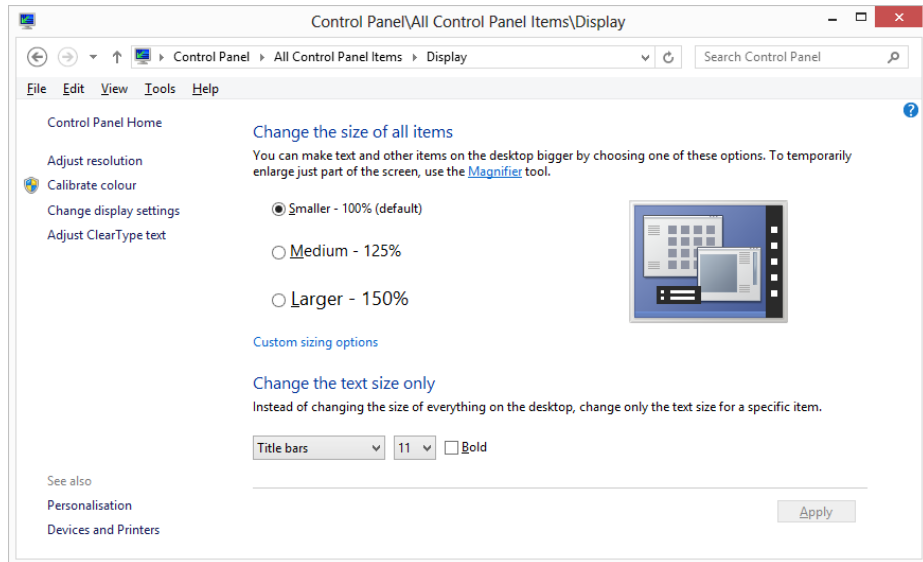 Control Panel\All Control Panel Items\Display
Control Panel All Control Panel Items Display
Search Control Panel
File Edit View Tools Help
Control Panel Home
Adjust resolution
Calibrate colour
Change display settings
Adjust ClearType text
Change the size of all items
You can make text and other items on the desktop bigger by choosing one of these options. To temporarily
enlarge just part of the screen, use the Magnifier tool.
Smaller - 100% (default)
Medium - 125%
Larger - 150%
Custom sizing options
Change the text size only
Instead of changing the size of everything on the desktop, change only the text size for a specific item.
Title bars 11 Bold
Apply
See also
Personalisation
Devices and Printers